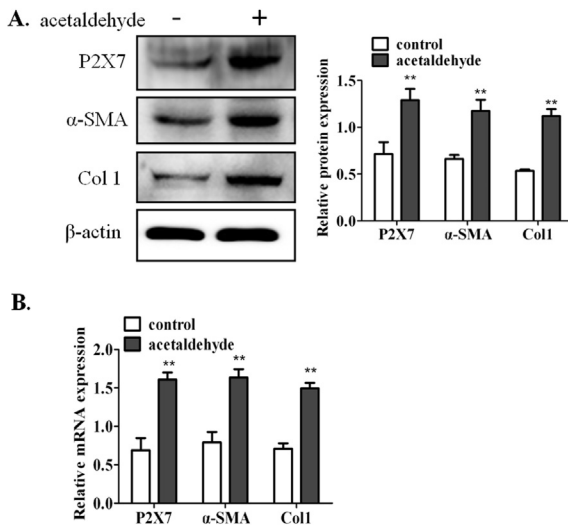 A.
acetaldehyde - +
P2X7
α-SMA
Col 1
β-actin
control
acetaldehyde
Relative protein expression
1.5
1.0
0.5
0.0
** ** **
P2X7 α-SMA Col1
B.
control
acetaldehyde
Relative mRNA expression
2.0
1.5
1.0
0.5
0.0
** ** **
P2X7 α-SMA Col1